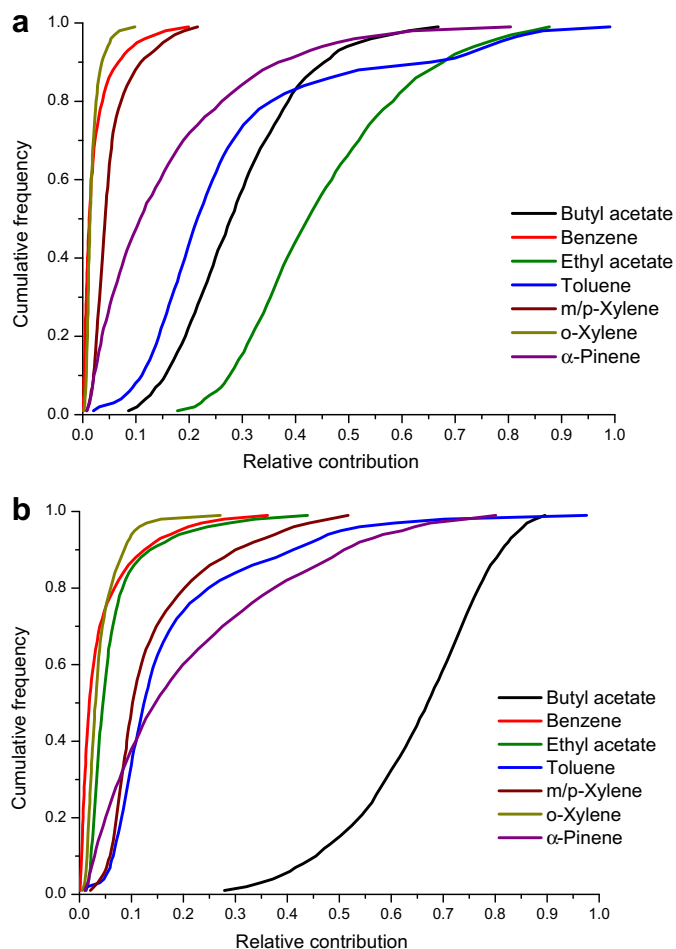 a
1.0
0.8
0.6
0.4
0.2
0.0
Cumulative frequency
Butyl acetate
Benzene
Ethyl acetate
Toluene
m/p-Xylene
o-Xylene
α-Pinene
0.0 0.1 0.2 0.3 0.4 0.5 0.6 0.7 0.8 0.9 1.0
Relative contribution
b
1.0
0.8
0.6
0.4
0.2
0.0
Cumulative frequency
Butyl acetate
Benzene
Ethyl acetate
Toluene
m/p-Xylene
o-Xylene
α-Pinene
0.0 0.1 0.2 0.3 0.4 0.5 0.6 0.7 0.8 0.9 1.0
Relative contribution